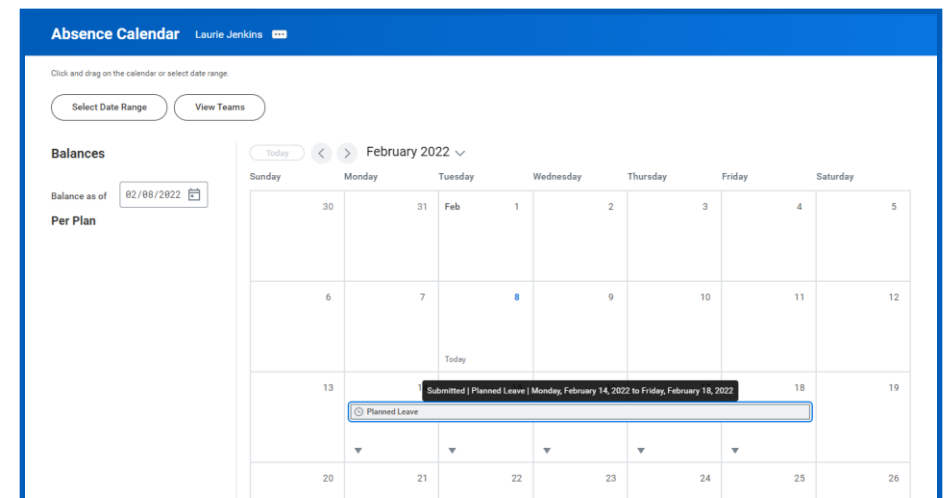 Absence Calendar Laurie Jenkins
Click and drag on the calendar or select date range.
Select Date Range View Teams
Balances
Balance as of 02/08/2022
Per Plan
Today February 2022
Sunday Monday Tuesday Wednesday Thursday Friday Saturday
30 31 Feb 1 2 3 4 5
6 7 8 9 10 11 12
Today
13 18 19
Submitted | Planned Leave | Monday, February 14, 2022 to Friday, February 18, 2022
Planned Leave
20 21 22 23 24 25 26